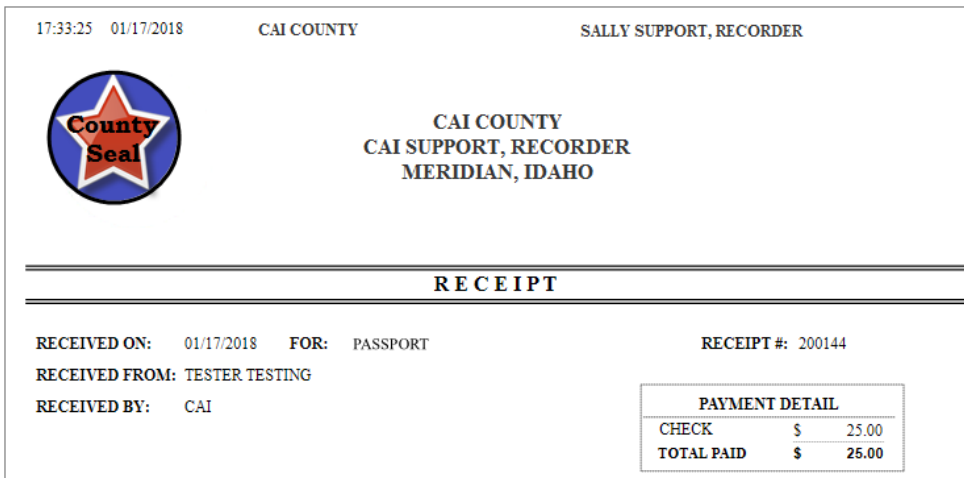 17:33:25 01/17/2018 CAI COUNTY SALLY SUPPORT, RECORDER
County
Seal
CAI COUNTY
CAI SUPPORT, RECORDER
MERIDIAN, IDAHO
RECEIPT
RECEIVED ON: 01/17/2018 FOR: PASSPORT RECEIPT #: 200144
RECEIVED FROM: TESTER TESTING
RECEIVED BY: CAI
PAYMENT DETAIL
CHECK $ 25.00
TOTAL PAID $ 25.00